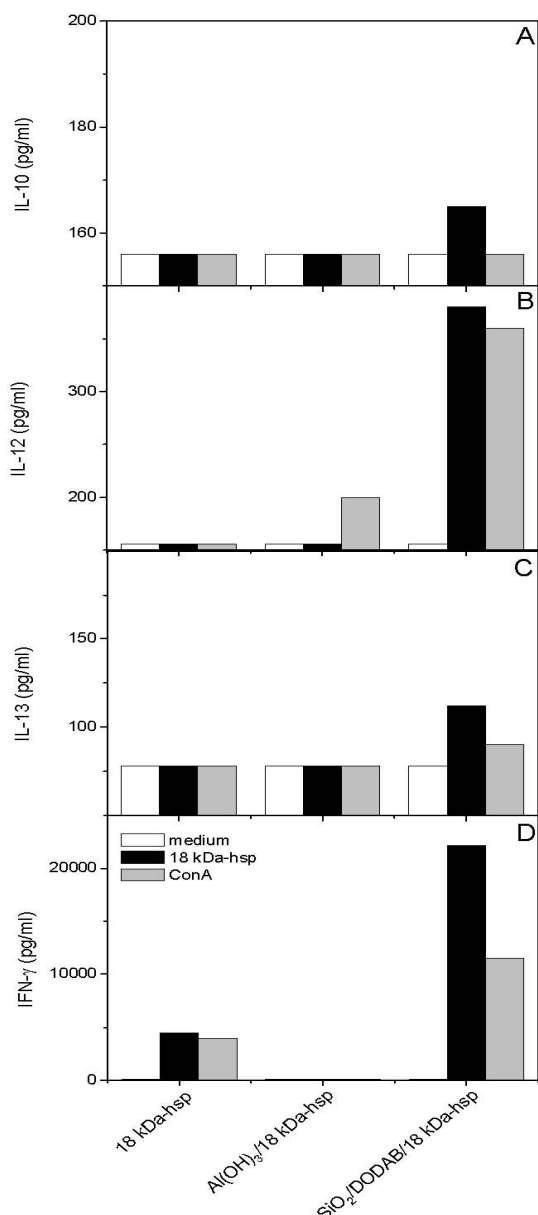 A
200
180
160
IL-10 (pg/ml)
B
300
200
IL-12 (pg/ml)
C
150
100
IL-13 (pg/ml)
D
medium
18 kDa-hsp
ConA
20000
10000
0
IFN-γ (pg/ml)
18 kDa-hsp
Al(OH)₃/18 kDa-hsp
SiO₂/DODAB/18 kDa-hsp